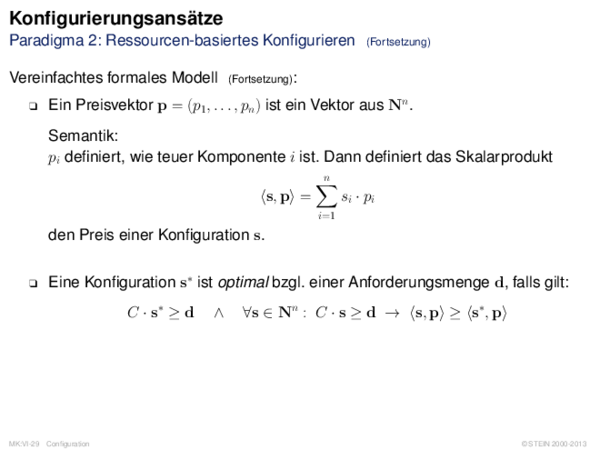 Konfigurierungsansätze
Paradigma 2: Ressourcen-basiertes Konfigurieren (Fortsetzung)
Vereinfachtes formales Modell (Fortsetzung):
❑ Ein Preisvektor p = (p₁, . . . , pₙ) ist ein Vektor aus Nⁿ.
Semantik:
pᵢ definiert, wie teuer Komponente i ist. Dann definiert das Skalarprodukt
⟨s, p⟩ = ∑ᵢ₌₁ⁿ sᵢ · pᵢ
den Preis einer Konfiguration s.
❑ Eine Konfiguration s* ist optimal bzgl. einer Anforderungsmenge d, falls gilt:
C · s* ≥ d ∧ ∀s ∈ Nⁿ : C · s ≥ d → ⟨s, p⟩ ≥ ⟨s*, p⟩
MK:VI-29 Configuration © STEIN 2000-2013